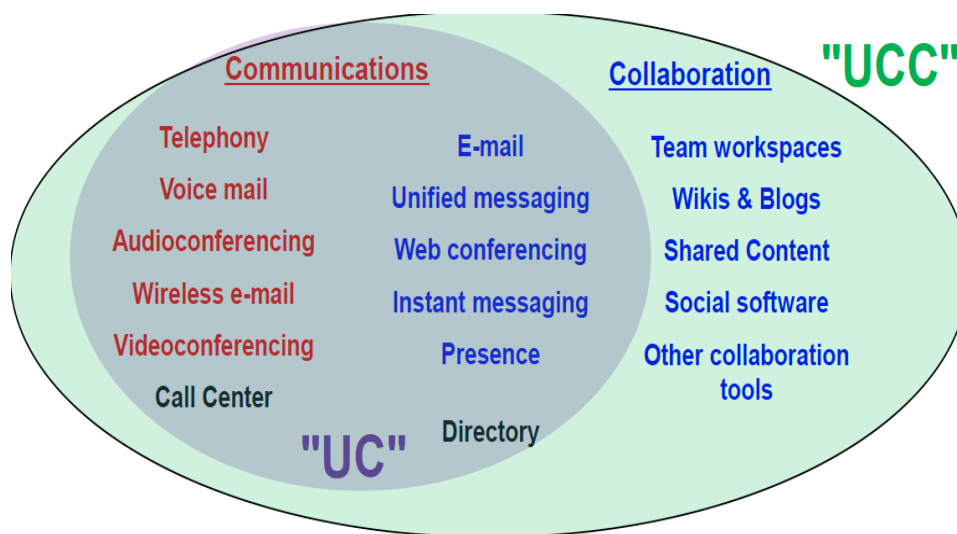 Communications
Collaboration
"UCC"
Telephony
Voice mail
Audioconferencing
Wireless e-mail
Videoconferencing
Call Center
E-mail
Unified messaging
Web conferencing
Instant messaging
Presence
Directory
"UC"
Team workspaces
Wikis & Blogs
Shared Content
Social software
Other collaboration
tools